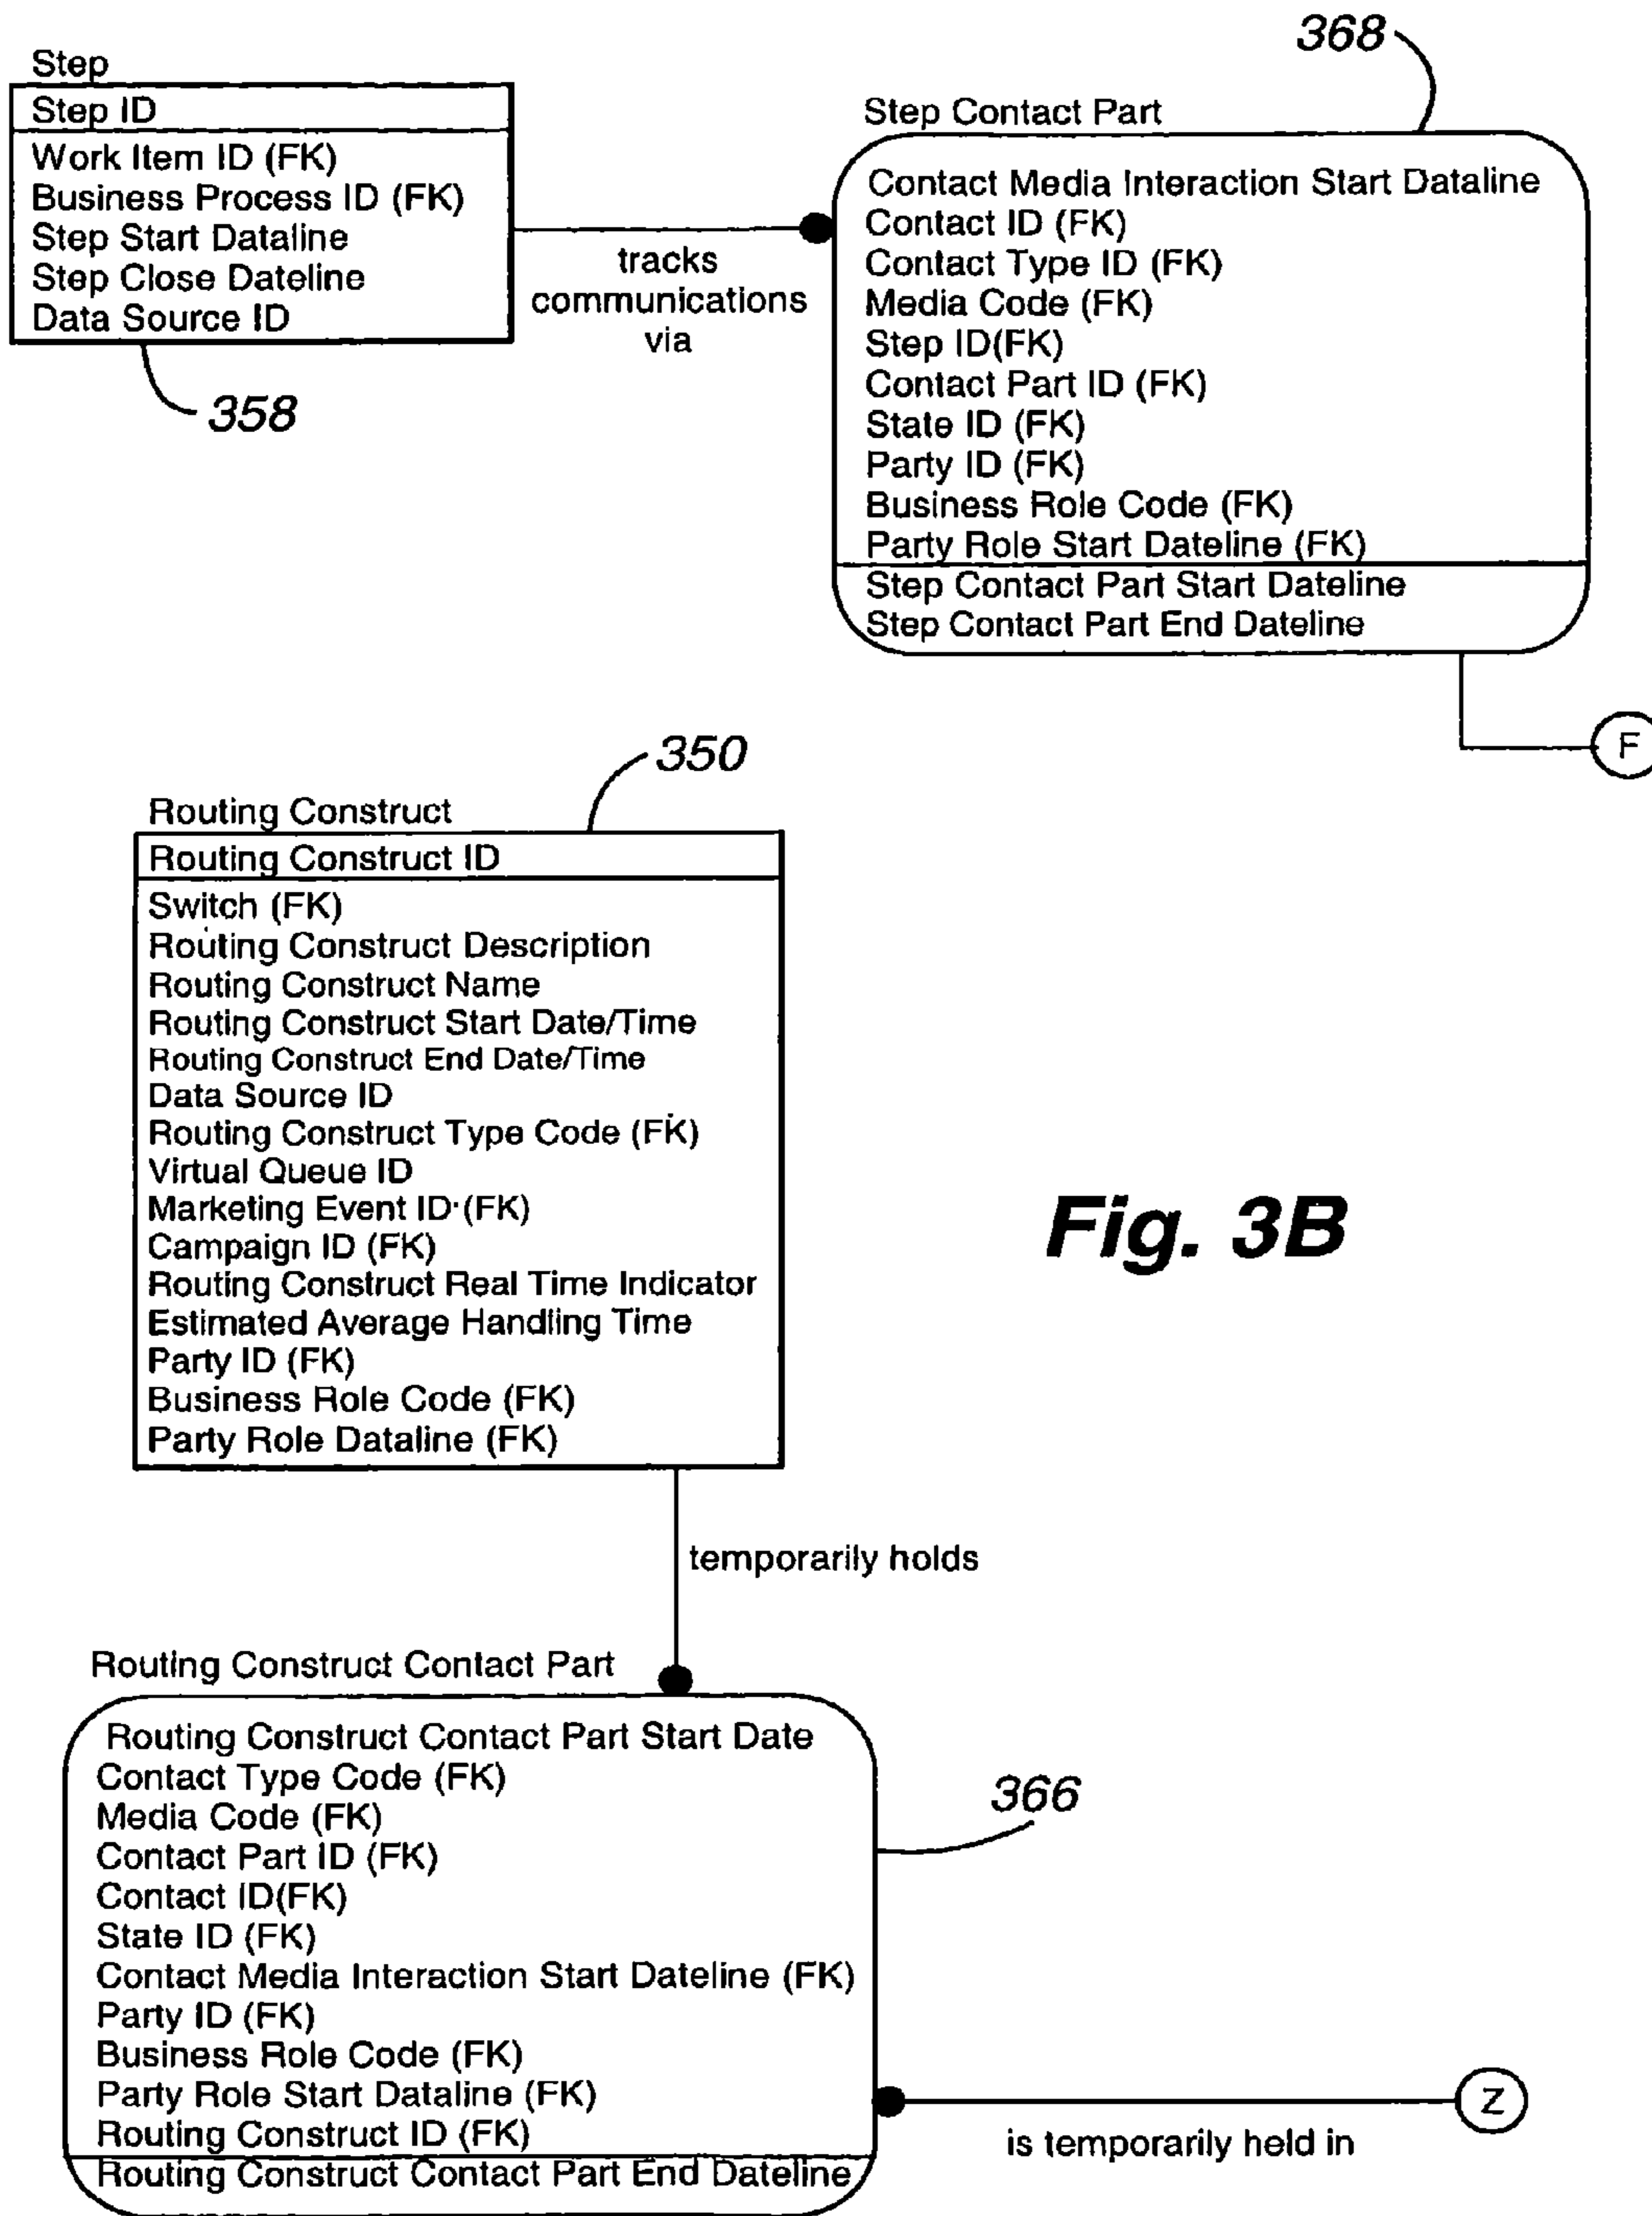 368
Step
Step ID
Work Item ID (FK)
Business Process ID (FK)
Step Start Dataline
Step Close Dateline
Data Source ID
358
tracks
communications
via
Step Contact Part
Contact Media Interaction Start Dataline
Contact ID (FK)
Contact Type ID (FK)
Media Code (FK)
Step ID(FK)
Contact Part ID (FK)
State ID (FK)
Party ID (FK)
Business Role Code (FK)
Party Role Start Dateline (FK)
Step Contact Part Start Dateline
Step Contact Part End Dateline
F
350
Routing Construct
Routing Construct ID
Switch (FK)
Routing Construct Description
Routing Construct Name
Routing Construct Start Date/Time
Routing Construct End Date/Time
Data Source ID
Routing Construct Type Code (FK)
Virtual Queue ID
Marketing Event ID (FK)
Campaign ID (FK)
Routing Construct Real Time Indicator
Estimated Average Handling Time
Party ID (FK)
Business Role Code (FK)
Party Role Dataline (FK)
Fig. 3B
temporarily holds
Routing Construct Contact Part
Routing Construct Contact Part Start Date
Contact Type Code (FK)
Media Code (FK)
Contact Part ID (FK)
Contact ID(FK)
State ID (FK)
Contact Media Interaction Start Dateline (FK)
Party ID (FK)
Business Role Code (FK)
Party Role Start Dataline (FK)
Routing Construct ID (FK)
Routing Construct Contact Part End Dateline
366
Z
is temporarily held in